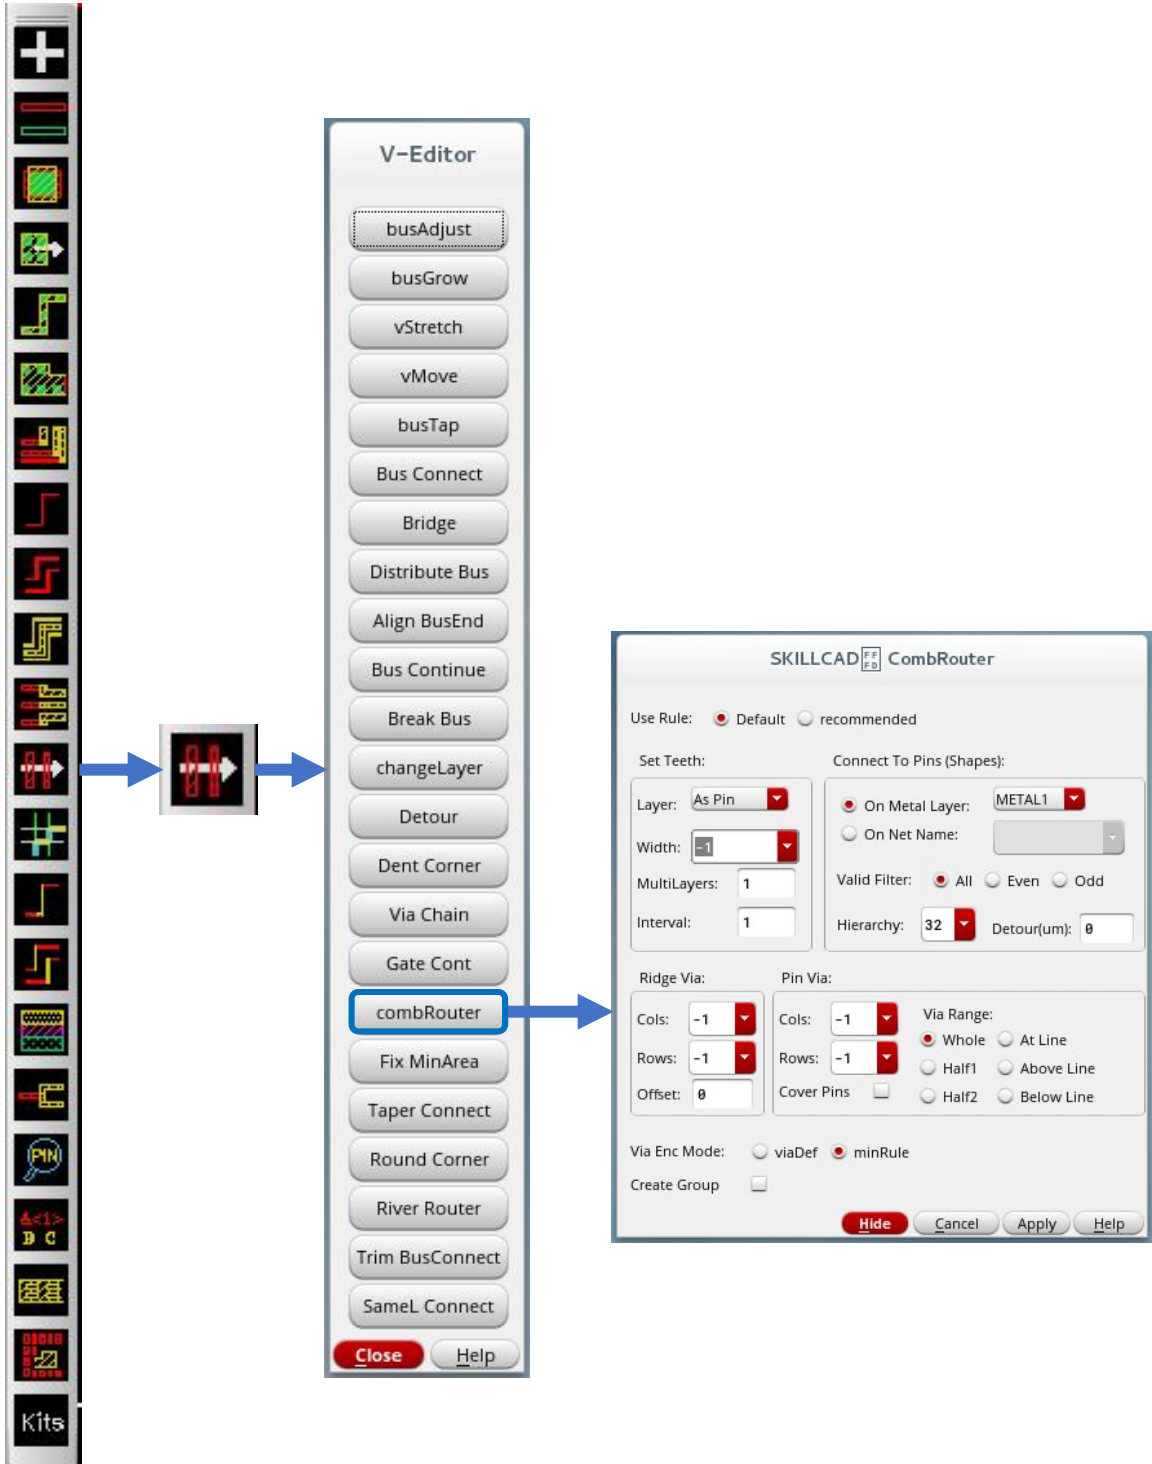 PIN
A<1>
B C
Kits
V-Editor
busAdjust
busGrow
vStretch
vMove
busTap
Bus Connect
Bridge
Distribute Bus
Align BusEnd
Bus Continue
Break Bus
changeLayer
Detour
Dent Corner
Via Chain
Gate Cont
combRouter
Fix MinArea
Taper Connect
Round Corner
River Router
Trim BusConnect
SameL Connect
Close Help
SKILLCAD FFFD CombRouter
Use Rule: Default recommended
Set Teeth:
Layer: As Pin
Width: -1
MultiLayers: 1
Interval: 1
Connect To Pins (Shapes):
On Metal Layer: METAL1
On Net Name:
Valid Filter: All Even Odd
Hierarchy: 32 Detour(um): 0
Ridge Via:
Cols: -1
Rows: -1
Offset: 0
Pin Via:
Cols: -1
Rows: -1
Cover Pins
Via Range:
Whole At Line
Half1 Above Line
Half2 Below Line
Via Enc Mode: viaDef minRule
Create Group
Hide Cancel Apply Help